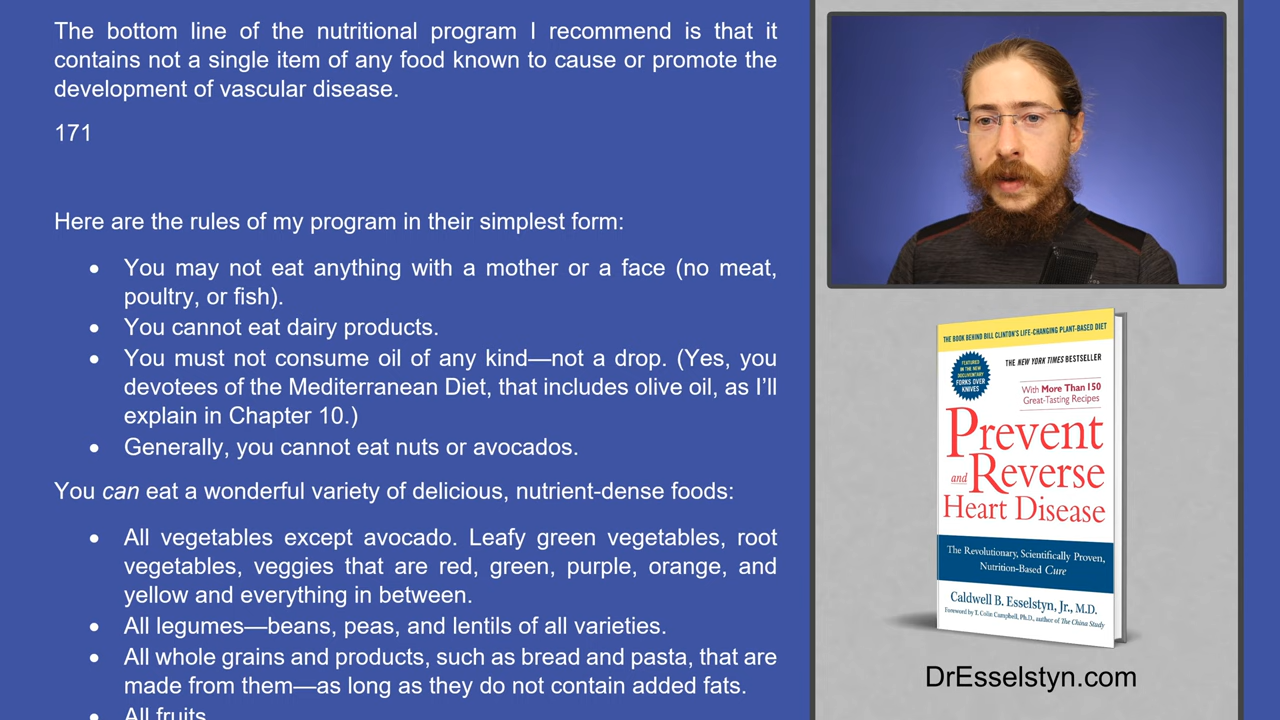 The bottom line of the nutritional program I recommend is that it
contains not a single item of any food known to cause or promote the
development of vascular disease.
171
Here are the rules of my program in their simplest form:
• You may not eat anything with a mother or a face (no meat,
poultry, or fish).
• You cannot eat dairy products.
• You must not consume oil of any kind—not a drop. (Yes, you
devotees of the Mediterranean Diet, that includes olive oil, as I'll
explain in Chapter 10.)
• Generally, you cannot eat nuts or avocados.
You can eat a wonderful variety of delicious, nutrient-dense foods:
• All vegetables except avocado. Leafy green vegetables, root
vegetables, veggies that are red, green, purple, orange, and
yellow and everything in between.
• All legumes—beans, peas, and lentils of all varieties.
• All whole grains and products, such as bread and pasta, that are
made from them—as long as they do not contain added fats.
• All fruits
THE BOOK BEHIND BILL CLINTON'S LIFE-CHANGING PLANT-BASED DIET
FEATURED
IN THE NEW
DOCUMENTARY
FORKS OVER
KNIVES
THE NEW YORK TIMES BESTSELLER
With More Than 150
Great-Tasting Recipes
Prevent
and Reverse
Heart Disease
The Revolutionary, Scientifically Proven,
Nutrition-Based Cure
Caldwell B. Esselstyn, Jr., M.D.
Foreword by T. Colin Campbell, Ph.D., author of The China Study
DrEsselstyn.com